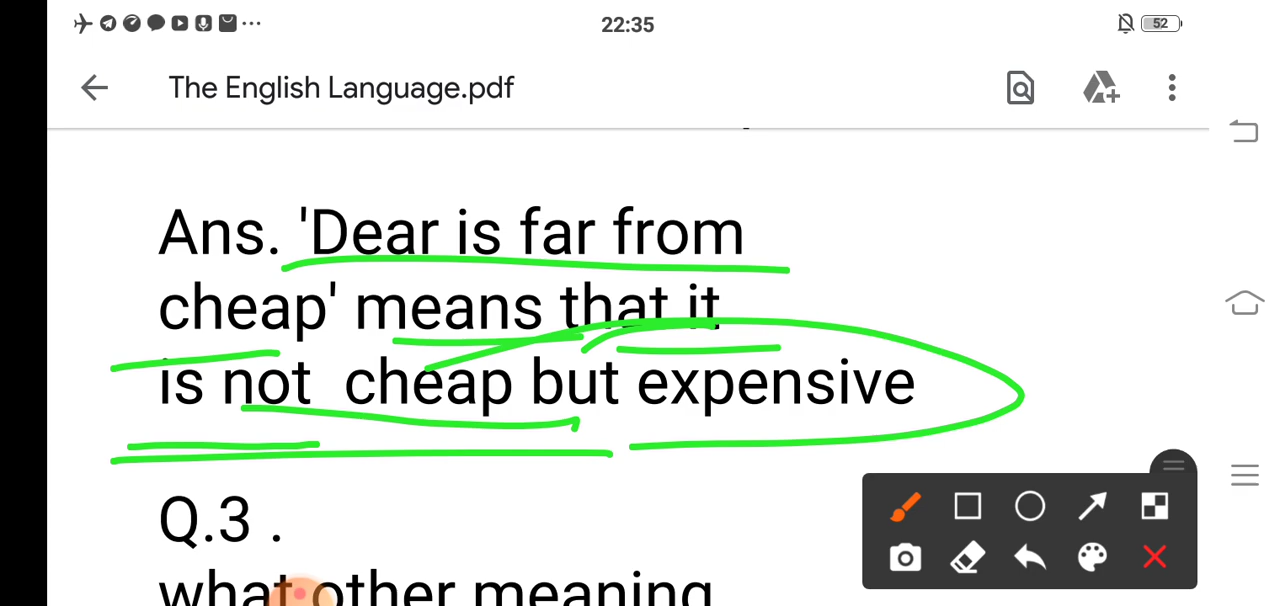 22:35
52
The English Language.pdf
Ans. 'Dear is far from
cheap' means that it
is not cheap but expensive
Q.3 .
what other meaning